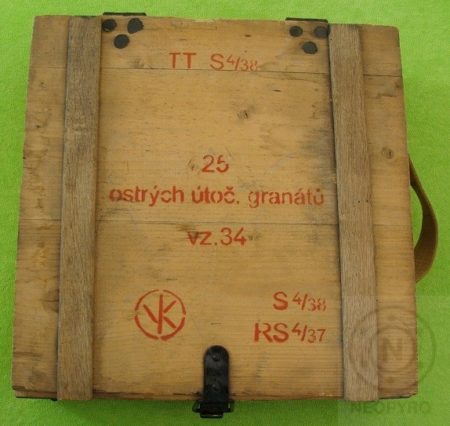 TT S4/38
25
ostrých útoč. granátů
vz.34
S4/38
VK
RS4/37
N
NEOPYRO